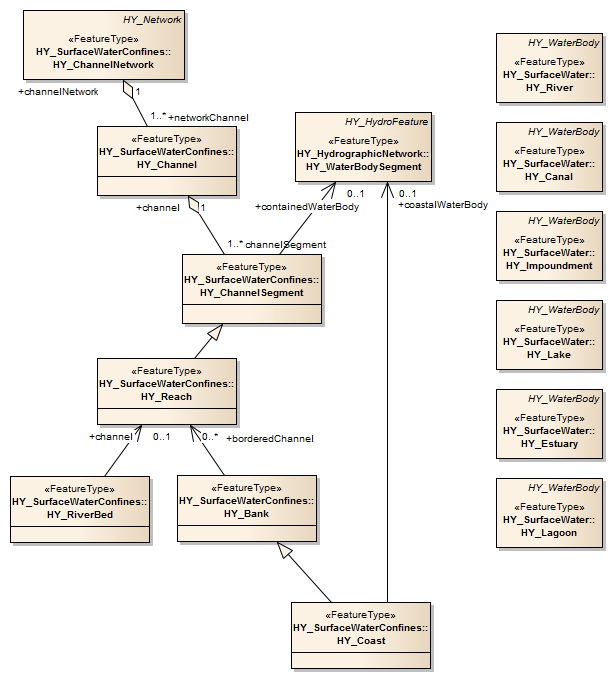 HY_Network
«FeatureType»
HY_SurfaceWaterConfines::
HY_ChannelNetwork
+channelNetwork
1
1..*
+networkChannel
«FeatureType»
HY_SurfaceWaterConfines::
HY_Channel
+channel
1
1..*
channelSegment
HY_HydroFeature
«FeatureType»
HY_HydrographicNetwork::
HY_WaterBodySegment
0..1
+containedWaterBody
0..1
+coastalWaterBody
«FeatureType»
HY_SurfaceWaterConfines::
HY_ChannelSegment
«FeatureType»
HY_SurfaceWaterConfines::
HY_Reach
+channel
0..1
0..*
+borderedChannel
«FeatureType»
HY_SurfaceWaterConfines::
HY_RiverBed
«FeatureType»
HY_SurfaceWaterConfines::
HY_Bank
«FeatureType»
HY_SurfaceWaterConfines::
HY_Coast
HY_WaterBody
«FeatureType»
HY_SurfaceWater::
HY_River
HY_WaterBody
«FeatureType»
HY_SurfaceWater::
HY_Canal
HY_WaterBody
«FeatureType»
HY_SurfaceWater::
HY_Impoundment
HY_WaterBody
«FeatureType»
HY_SurfaceWater::
HY_Lake
HY_WaterBody
«FeatureType»
HY_SurfaceWater::
HY_Estuary
HY_WaterBody
«FeatureType»
HY_SurfaceWater::
HY_Lagoon